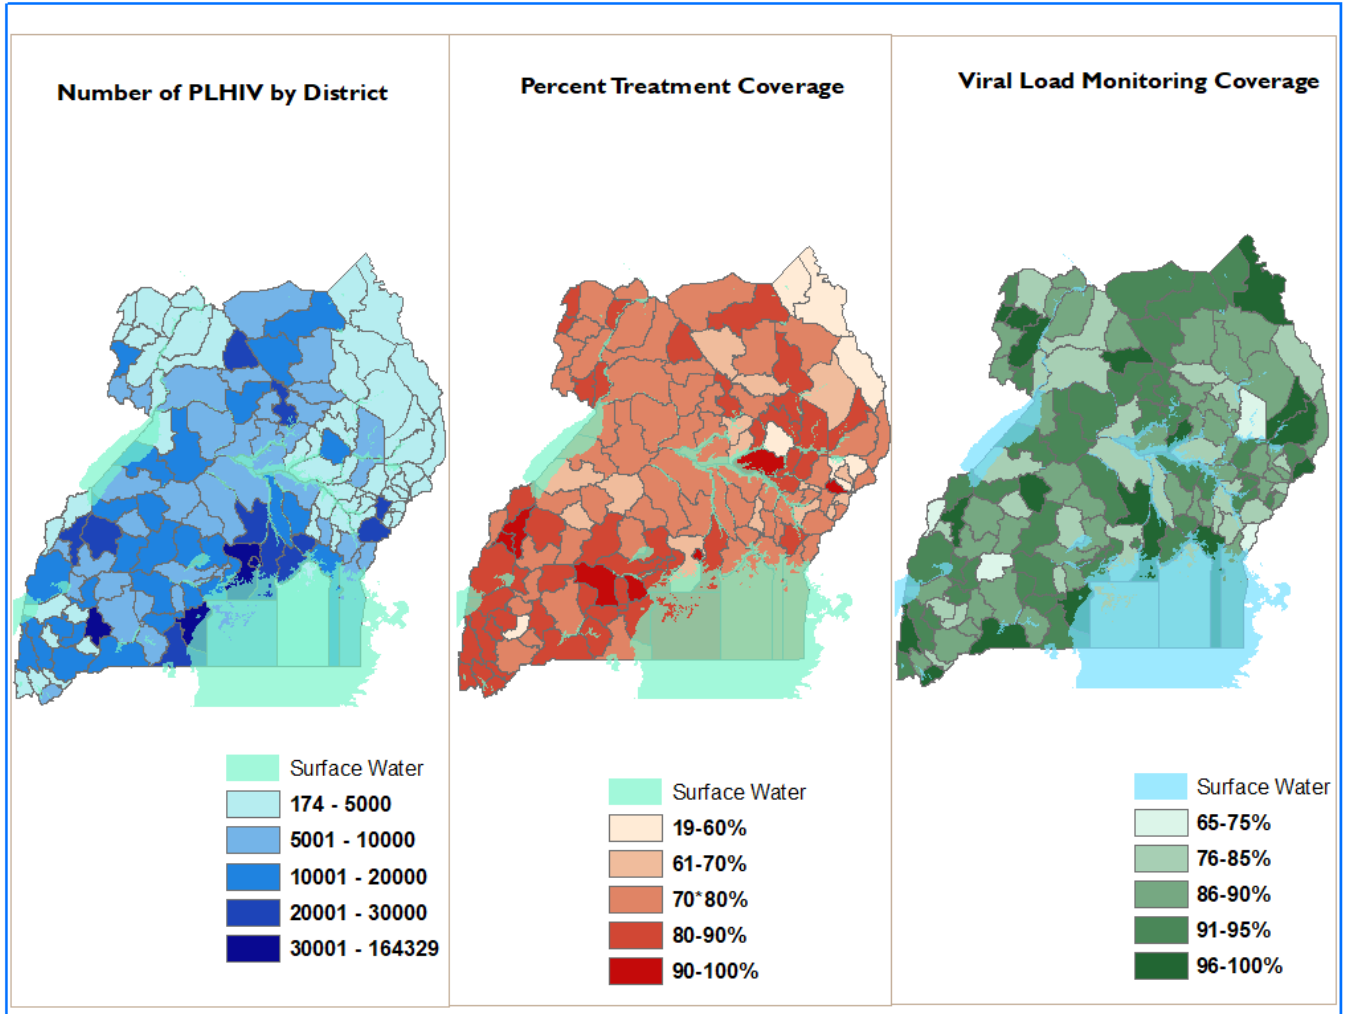 Number of PLHIV by District
Percent Treatment Coverage
Viral Load Monitoring Coverage
Surface Water
174 - 5000
5001 - 10000
10001 - 20000
20001 - 30000
30001 - 164329
Surface Water
19-60%
61-70%
70*80%
80-90%
90-100%
Surface Water
65-75%
76-85%
86-90%
91-95%
96-100%